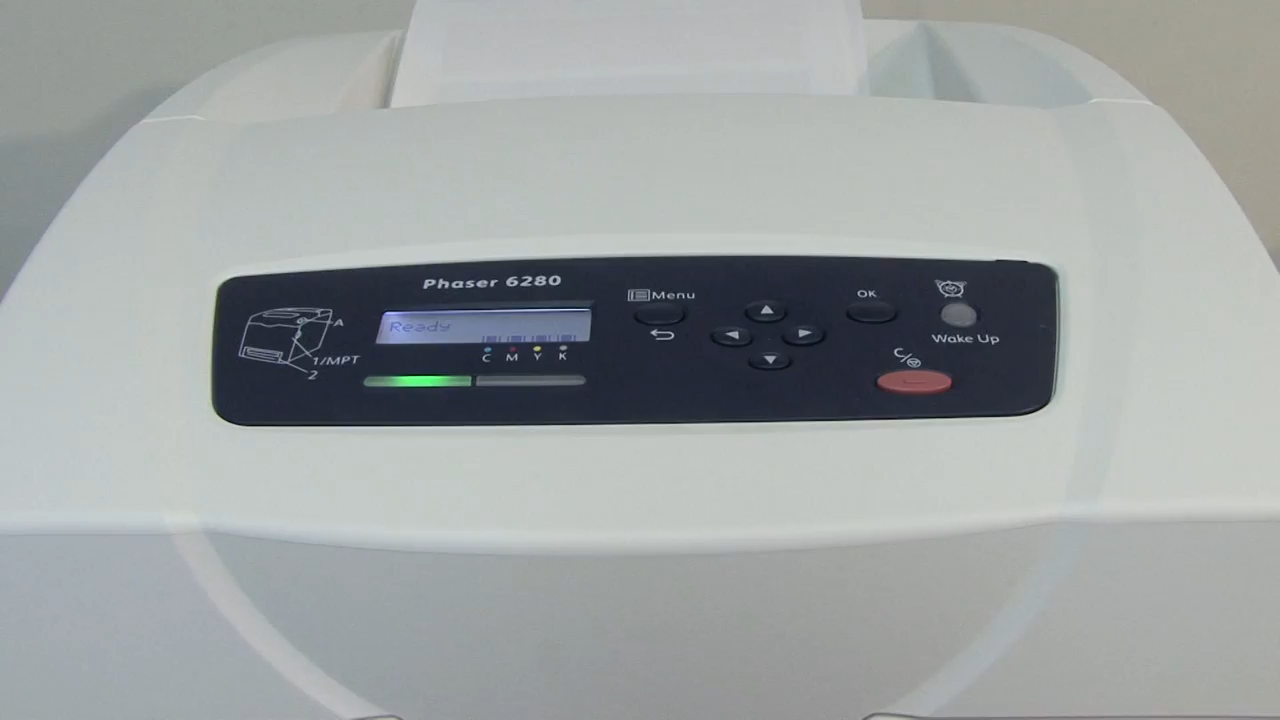 Phaser 6280
Ready
C M Y K
A
1/MPT
2
Menu
OK
Wake Up
C/